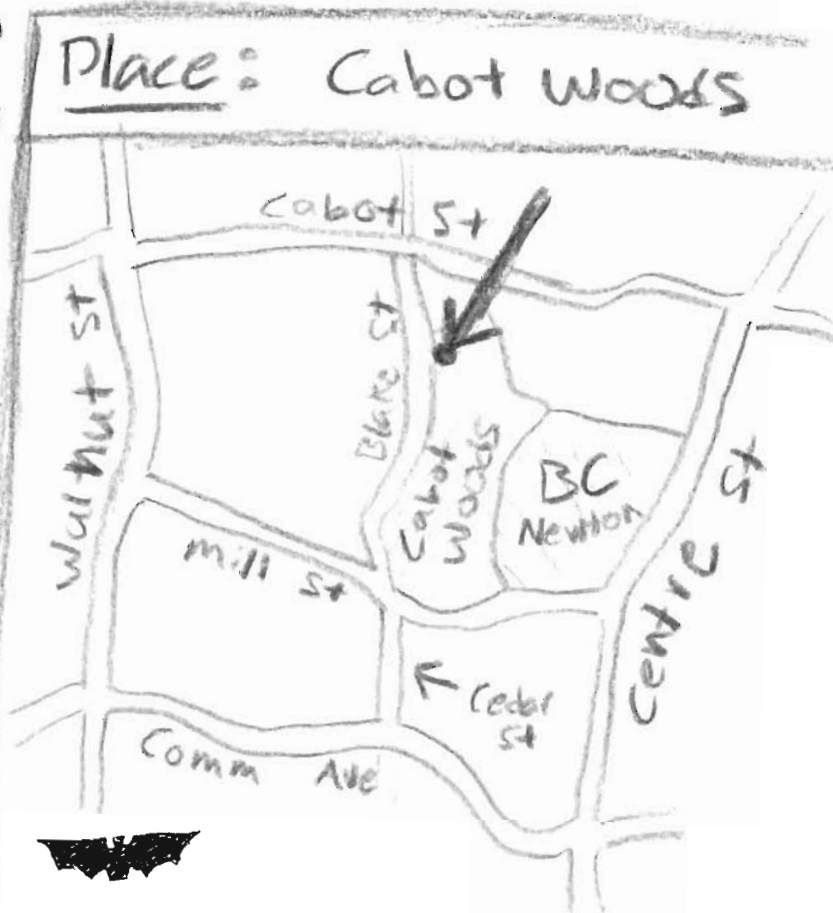 Place: Cabot Woods
Cabot St
Walnut St
Blake St
Cabot
Woods
BC
Newton
Centre St
Mill St
Cedar
St
Comm Ave